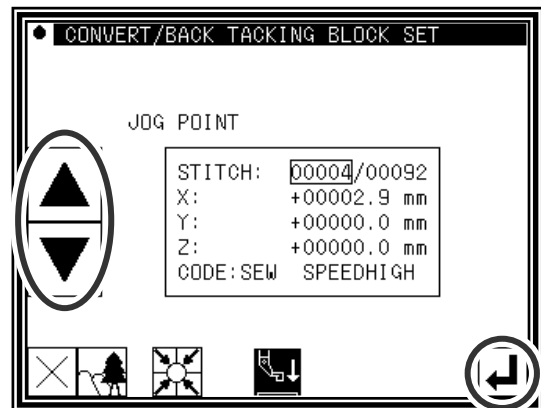 CONVERT/BACK TACKING BLOCK SET
JOG POINT
STITCH: 00004/00092
X: +00002.9 mm
Y: +00000.0 mm
Z: +00000.0 mm
CODE:SEW SPEEDHIGH